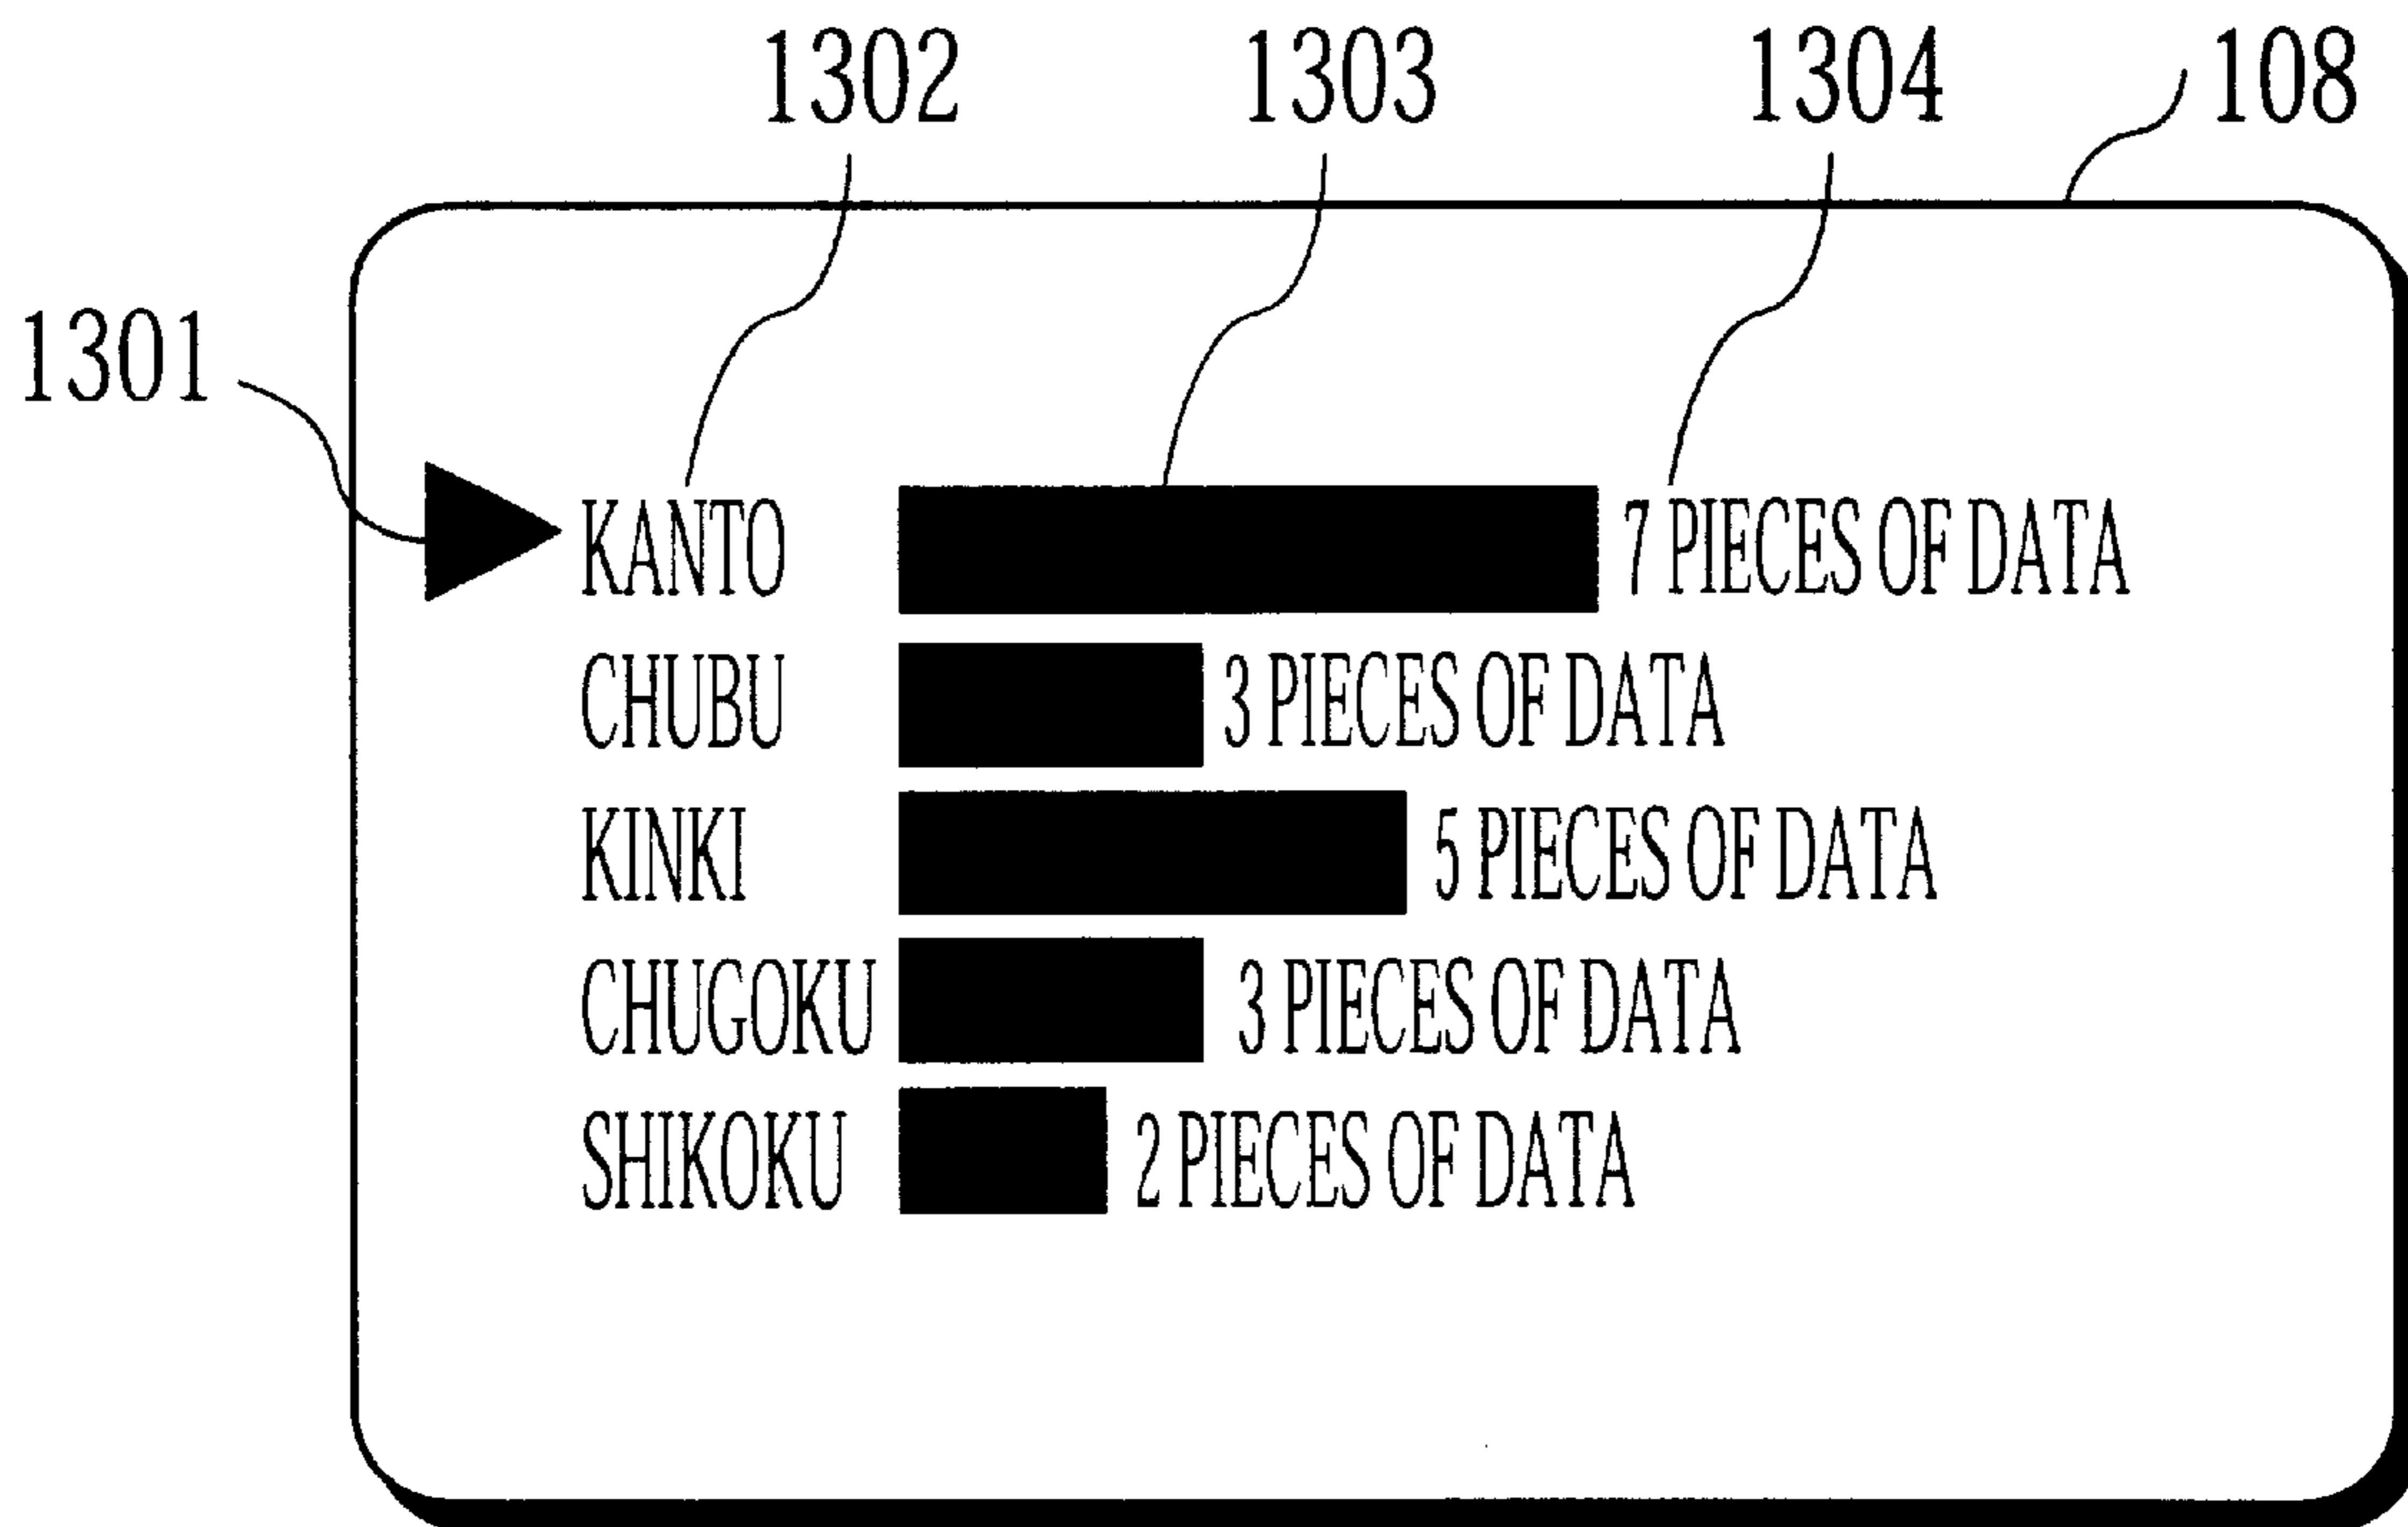 1302 1303 1304 108
1301
KANTO 7 PIECES OF DATA
CHUBU 3 PIECES OF DATA
KINKI 5 PIECES OF DATA
CHUGOKU 3 PIECES OF DATA
SHIKOKU 2 PIECES OF DATA